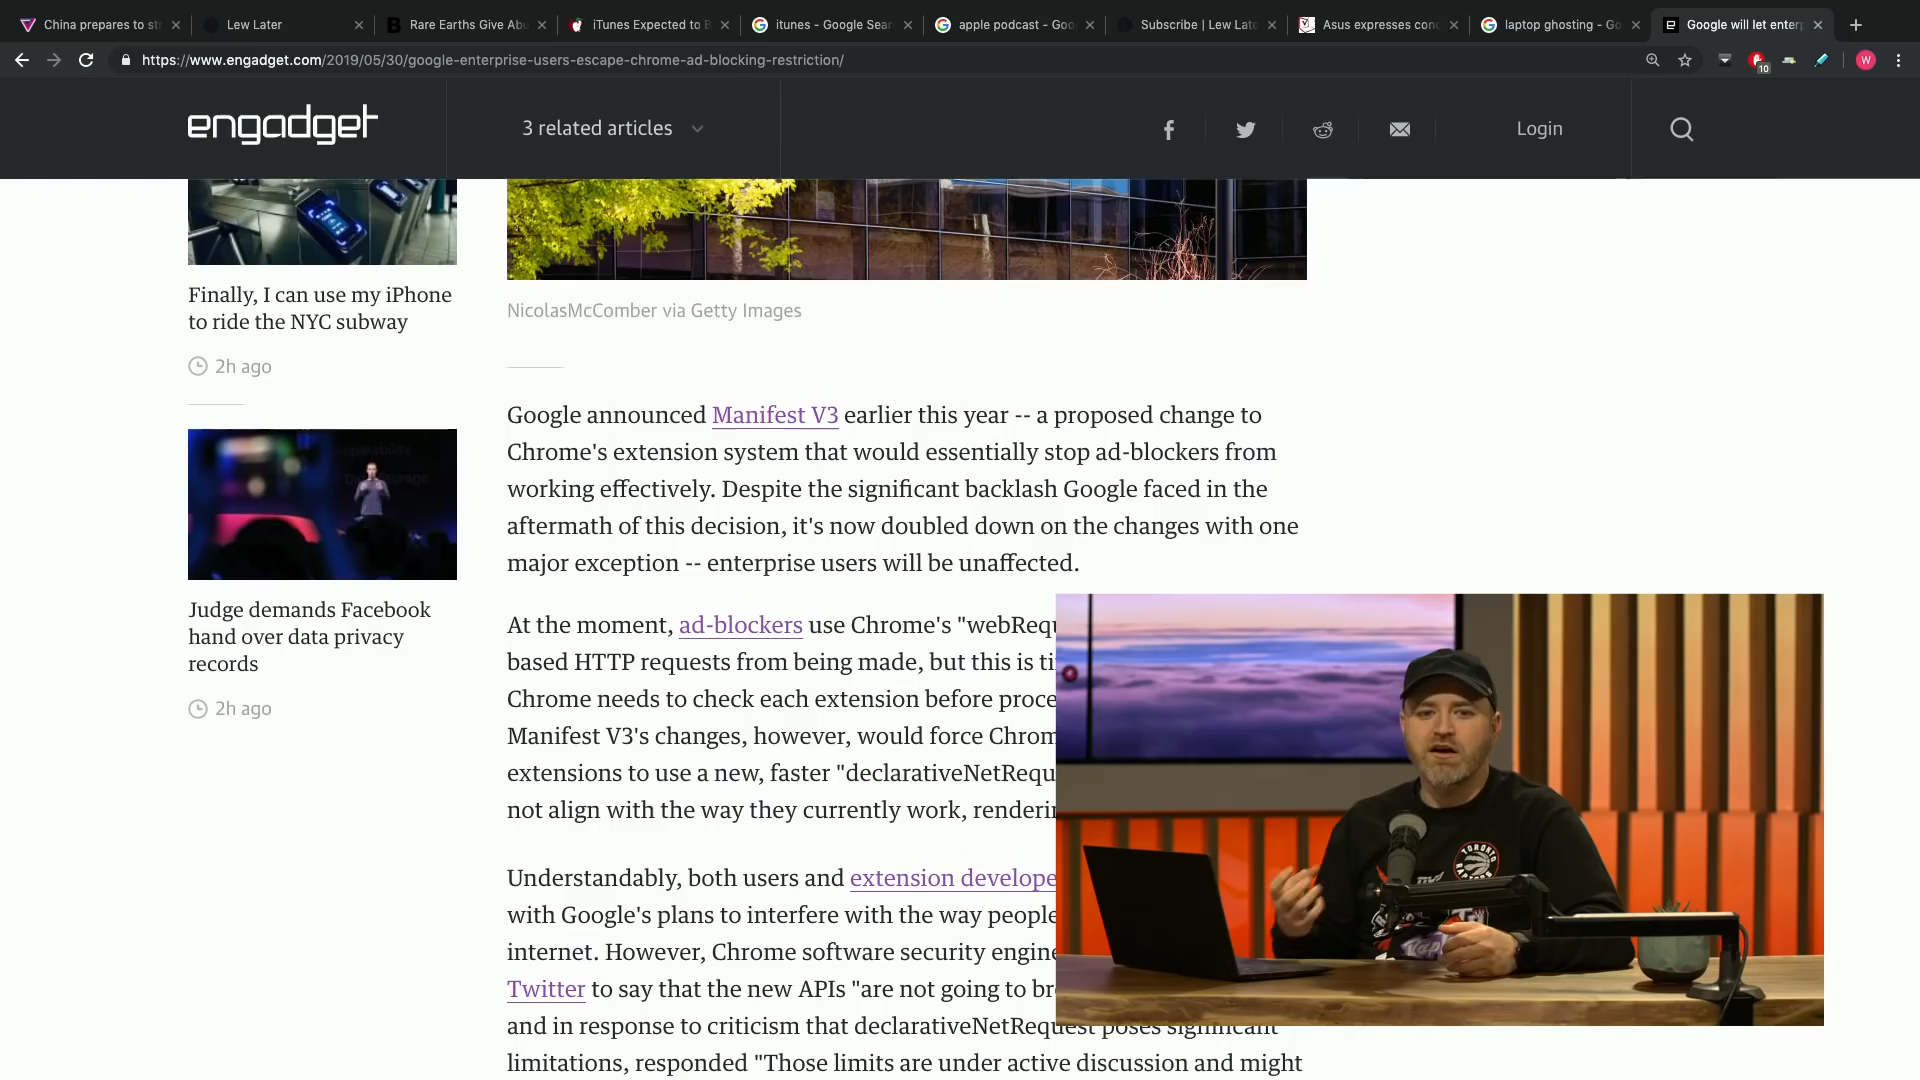 China prepares to st
Lew Later
Rare Earths Give Abu
iTunes Expected to B
itunes - Google Sear
apple podcast - Goo
Subscribe | Lew Late
Asus expresses conc
laptop ghosting - Go
Google will let enterp
https://www.engadget.com/2019/05/30/google-enterprise-users-escape-chrome-ad-blocking-restriction/
10
W
engadget
3 related articles
Login
Finally, I can use my iPhone
to ride the NYC subway
2h ago
Judge demands Facebook
hand over data privacy
records
2h ago
NicolasMcComber via Getty Images
Google announced Manifest V3 earlier this year -- a proposed change to
Chrome's extension system that would essentially stop ad-blockers from
working effectively. Despite the significant backlash Google faced in the
aftermath of this decision, it's now doubled down on the changes with one
major exception -- enterprise users will be unaffected.
At the moment, ad-blockers use Chrome's "webRequ
based HTTP requests from being made, but this is ti
Chrome needs to check each extension before proce
Manifest V3's changes, however, would force Chrom
extensions to use a new, faster "declarativeNetRequ
not align with the way they currently work, renderin
Understandably, both users and extension develope
with Google's plans to interfere with the way people
internet. However, Chrome software security engine
Twitter to say that the new APIs "are not going to br
and in response to criticism that declarativeNetRequest poses significant
limitations, responded "Those limits are under active discussion and might
TORONTO
RAPTORS